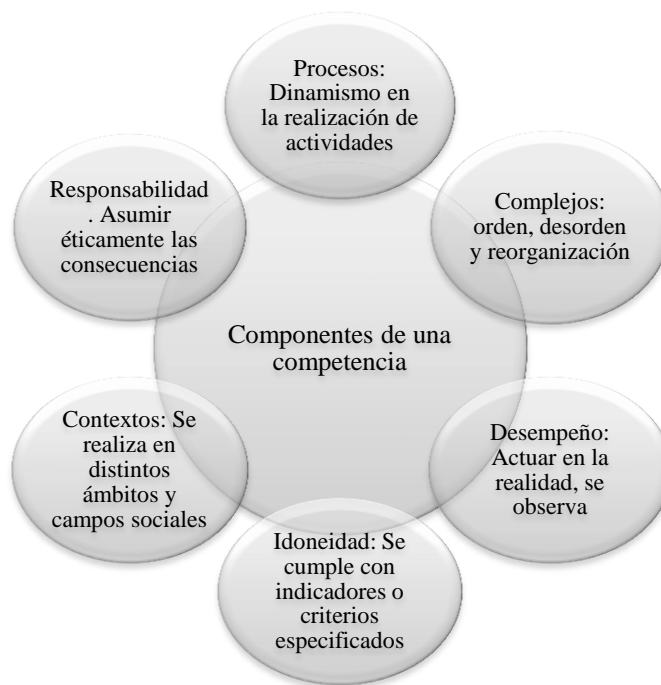 Procesos:
Dinamismo en
la realización de
actividades
Responsabilidad
. Asumir
éticamente las
consecuencias
Complejos:
orden, desorden
y reorganización
Componentes de una
competencia
Contextos: Se
realiza en
distintos
ámbitos y
campos sociales
Desempeño:
Actuar en la
realidad, se
observa
Idoneidad: Se
cumple con
indicadores o
criterios
especificados